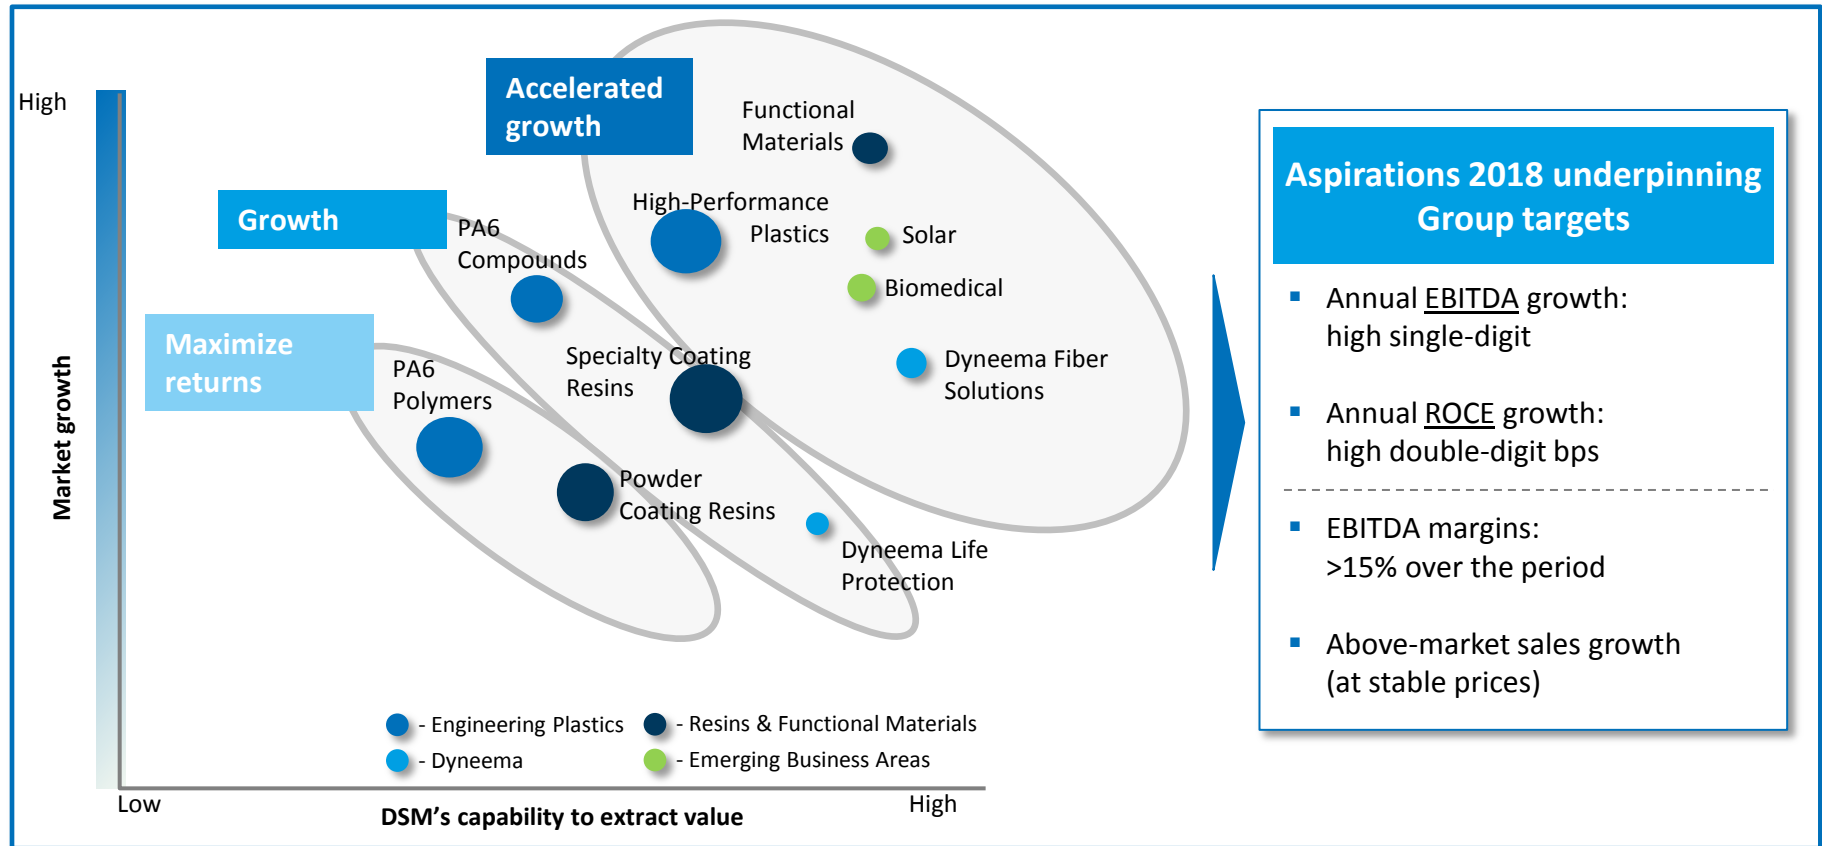 High
Market growth
Accelerated
growth
Growth
Maximize
returns
Functional
Materials
High-Performance
Plastics
Solar
Biomedical
Dyneema Fiber
Solutions
PA6
Compounds
Specialty Coating
Resins
Dyneema Life
Protection
PA6
Polymers
Powder
Coating Resins
- Engineering Plastics
- Resins & Functional Materials
- Dyneema
- Emerging Business Areas
Low
High
DSM’s capability to extract value
Aspirations 2018 underpinning
Group targets
▪ Annual EBITDA growth:
high single-digit
▪ Annual ROCE growth:
high double-digit bps
▪ EBITDA margins:
>15% over the period
▪ Above-market sales growth
(at stable prices)